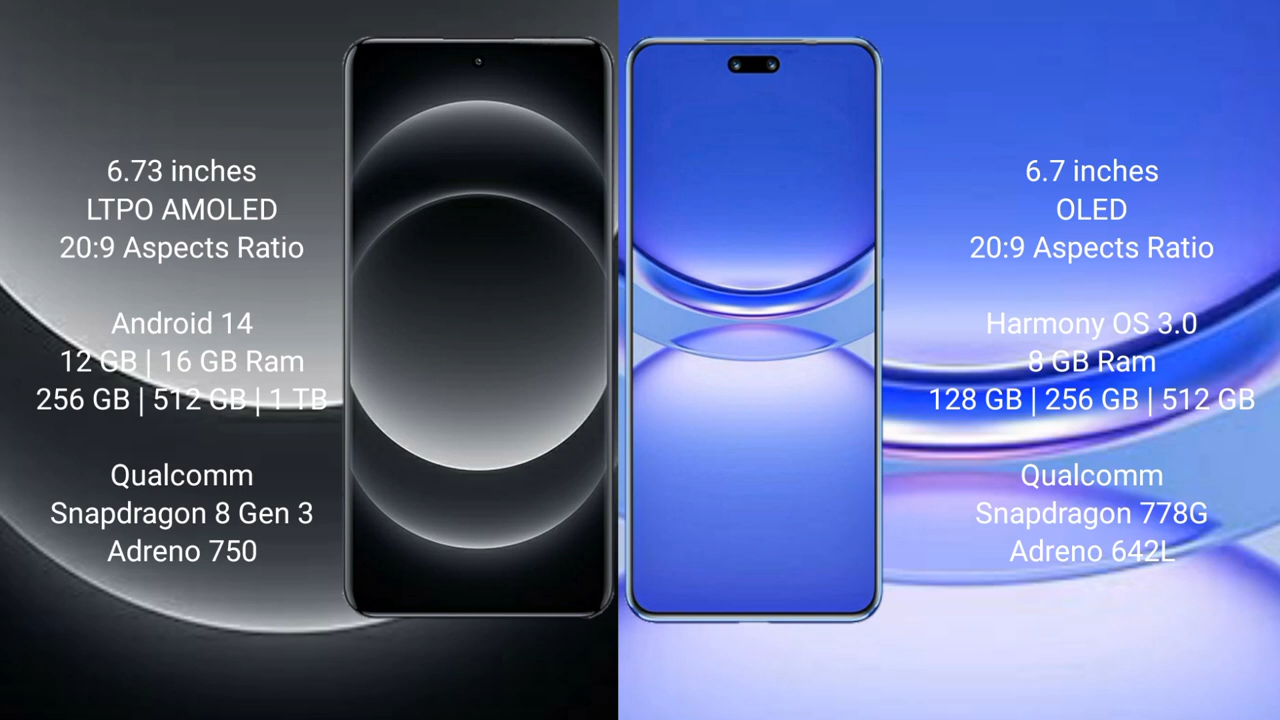 6.73 inches
LTPO AMOLED
20:9 Aspects Ratio
Android 14
12 GB | 16 GB Ram
256 GB | 512 GB | 1 TB
Qualcomm
Snapdragon 8 Gen 3
Adreno 750
6.7 inches
OLED
20:9 Aspects Ratio
Harmony OS 3.0
8 GB Ram
128 GB | 256 GB | 512 GB
Qualcomm
Snapdragon 778G
Adreno 642L